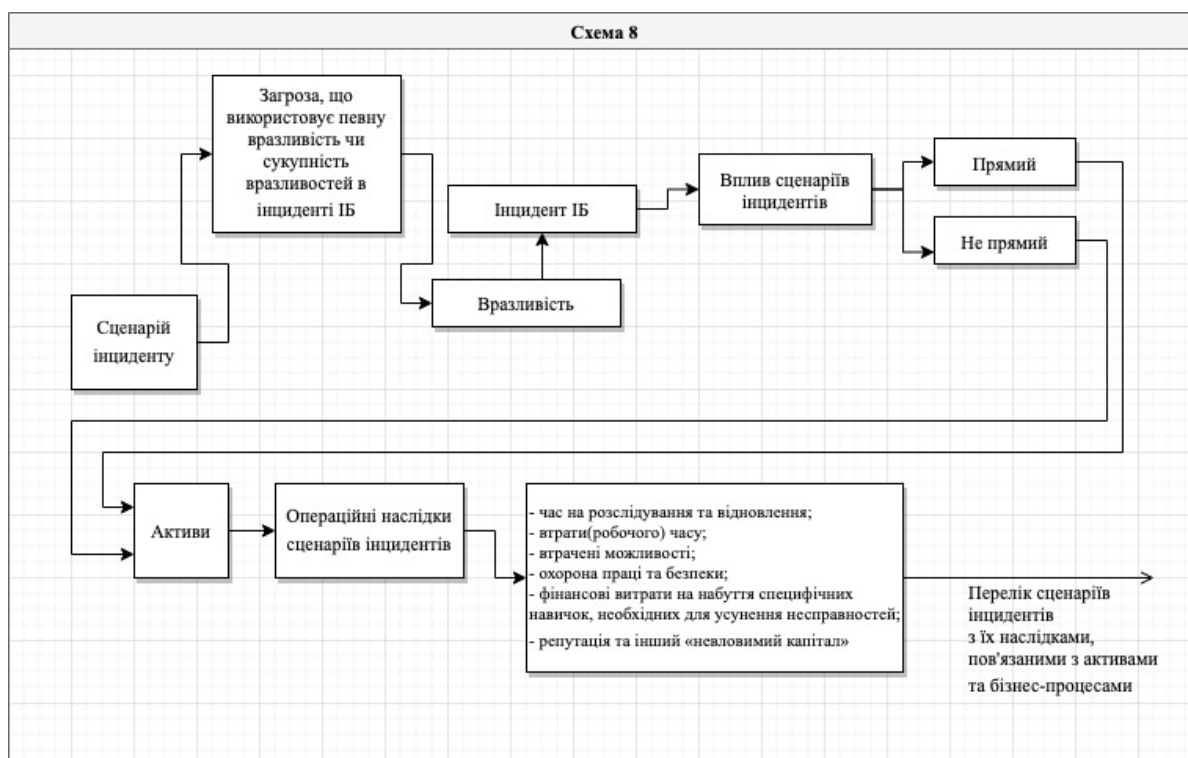 Схема 8
Загроза, що
використовує певну
вразливість чи
сукупність
вразливостей в
інциденті ІБ
Сценарій
інциденту
Інцидент ІБ
Вразливість
Вплив сценаріїв
інцидентів
Прямий
Не прямий
Активи
Операційні наслідки
сценаріїв інцидентів
- час на розслідування та відновлення;
- втрати(робочого) часу;
- втрачені можливості;
- охорона праці та безпеки;
- фінансові витрати на набуття специфічних
навичок, необхідних для усунення несправностей;
- репутація та інший «невловимий капітал»
Перелік сценаріїв
інцидентів
з їх наслідками,
пов'язаними з активами
та бізнес-процесами